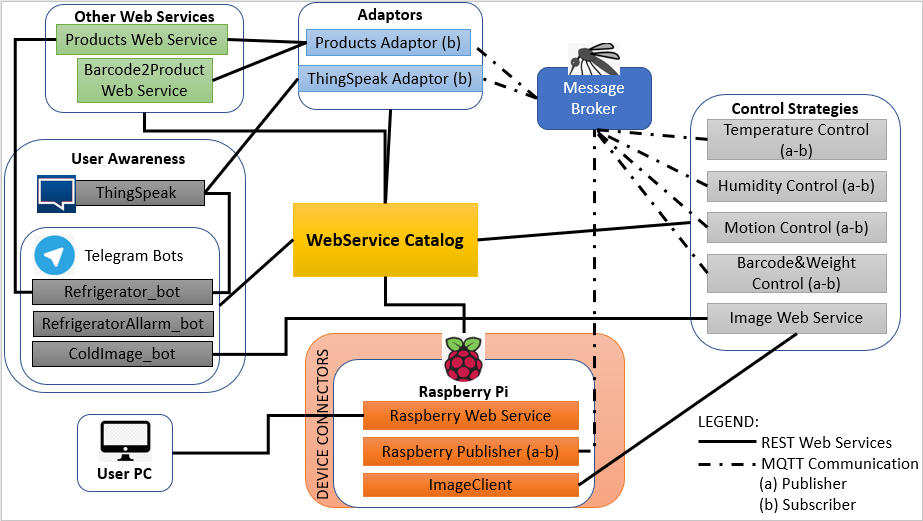 Other Web Services
Products Web Service
Barcode2Product
Web Service
Adaptors
Products Adaptor (b)
ThingSpeak Adaptor (b)
Message
Broker
Control Strategies
Temperature Control
(a-b)
Humidity Control (a-b)
Motion Control (a-b)
Barcode&Weight
Control (a-b)
Image Web Service
User Awareness
ThingSpeak
Telegram Bots
Refrigerator_bot
RefrigeratorAllarm_bot
ColdImage_bot
WebService Catalog
DEVICE CONNECTORS
Raspberry Pi
Raspberry Web Service
Raspberry Publisher (a-b)
ImageClient
User PC
LEGEND:
REST Web Services
MQTT Communication
(a) Publisher
(b) Subscriber